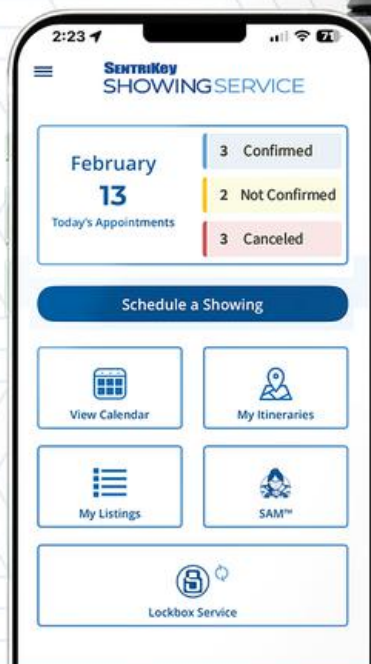 2:23
71
SENTRIKEY
SHOWINGSERVICE
February
13
Today's Appointments
3 Confirmed
2 Not Confirmed
3 Canceled
Schedule a Showing
View Calendar
My Itineraries
My Listings
SAM™
Lockbox Service